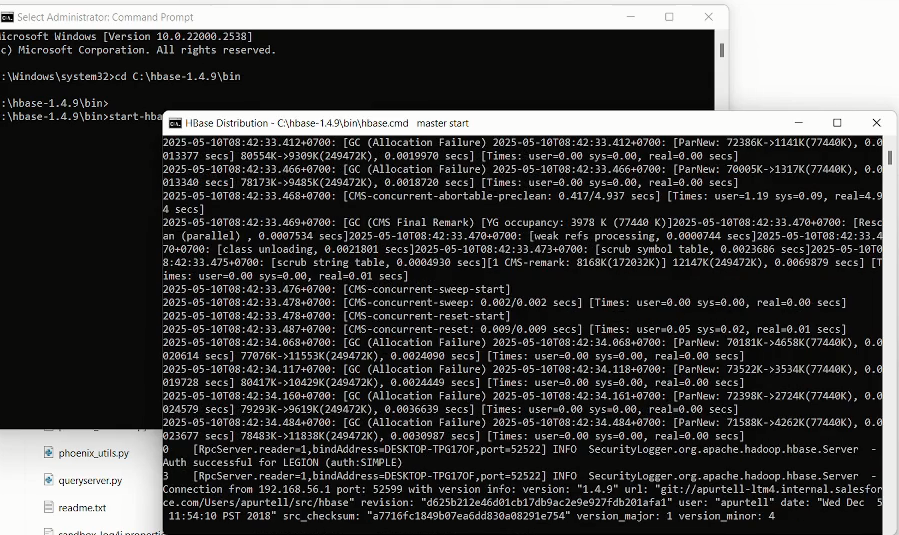 Select Administrator: Command Prompt
icrosoft Windows [Version 10.0.22000.2538]
c) Microsoft Corporation. All rights reserved.
:\Windows\system32>cd C:\hbase-1.4.9\bin
:\hbase-1.4.9\bin>
:\hbase-1.4.9\bin>start-hba
HBase Distribution - C:\hbase-1.4.9\bin\hbase.cmd master start
2025-05-10T08:42:33.412+0700: [GC (Allocation Failure) 2025-05-10T08:42:33.412+0700: [ParNew: 72386K->1141K(77440K), 0.0
013377 secs] 80554K->9309K(249472K), 0.0019970 secs] [Times: user=0.00 sys=0.00, real=0.00 secs]
2025-05-10T08:42:33.466+0700: [GC (Allocation Failure) 2025-05-10T08:42:33.466+0700: [ParNew: 70005K->1317K(77440K), 0.0
013340 secs] 78173K->9485K(249472K), 0.0018720 secs] [Times: user=0.00 sys=0.00, real=0.00 secs]
2025-05-10T08:42:33.468+0700: [CMS-concurrent-abortable-preclean: 0.417/4.937 secs] [Times: user=1.19 sys=0.09, real=4.9
4 secs]
2025-05-10T08:42:33.469+0700: [GC (CMS Final Remark) [YG occupancy: 3978 K (77440 K)]2025-05-10T08:42:33.470+0700: [Resc
an (parallel) , 0.0007534 secs]2025-05-10T08:42:33.470+0700: [weak refs processing, 0.0000744 secs]2025-05-10T08:42:33.4
70+0700: [class unloading, 0.0021801 secs]2025-05-10T08:42:33.473+0700: [scrub symbol table, 0.0023686 secs]2025-05-10T0
8:42:33.475+0700: [scrub string table, 0.0004930 secs][1 CMS-remark: 8168K(172032K)] 12147K(249472K), 0.0069879 secs] [T
imes: user=0.00 sys=0.00, real=0.01 secs]
2025-05-10T08:42:33.476+0700: [CMS-concurrent-sweep-start]
2025-05-10T08:42:33.478+0700: [CMS-concurrent-sweep: 0.002/0.002 secs] [Times: user=0.00 sys=0.00, real=0.00 secs]
2025-05-10T08:42:33.478+0700: [CMS-concurrent-reset-start]
2025-05-10T08:42:33.487+0700: [CMS-concurrent-reset: 0.009/0.009 secs] [Times: user=0.05 sys=0.02, real=0.01 secs]
2025-05-10T08:42:34.068+0700: [GC (Allocation Failure) 2025-05-10T08:42:34.068+0700: [ParNew: 70181K->4658K(77440K), 0.0
020614 secs] 77076K->11553K(249472K), 0.0024090 secs] [Times: user=0.00 sys=0.00, real=0.00 secs]
2025-05-10T08:42:34.117+0700: [GC (Allocation Failure) 2025-05-10T08:42:34.118+0700: [ParNew: 73522K->3534K(77440K), 0.0
019728 secs] 80417K->10429K(249472K), 0.0024449 secs] [Times: user=0.00 sys=0.00, real=0.00 secs]
2025-05-10T08:42:34.160+0700: [GC (Allocation Failure) 2025-05-10T08:42:34.161+0700: [ParNew: 72398K->2724K(77440K), 0.0
024579 secs] 79293K->9619K(249472K), 0.0036639 secs] [Times: user=0.00 sys=0.00, real=0.00 secs]
2025-05-10T08:42:34.484+0700: [GC (Allocation Failure) 2025-05-10T08:42:34.484+0700: [ParNew: 71588K->4262K(77440K), 0.0
023677 secs] 78483K->11838K(249472K), 0.0030987 secs] [Times: user=0.00 sys=0.00, real=0.00 secs]
0 [RpcServer.reader=1,bindAddress=DESKTOP-TPG17OF,port=52522] INFO SecurityLogger.org.apache.hadoop.hbase.Server -
Auth successful for LEGION (auth:SIMPLE)
3 [RpcServer.reader=1,bindAddress=DESKTOP-TPG17OF,port=52522] INFO SecurityLogger.org.apache.hadoop.hbase.Server -
Connection from 192.168.56.1 port: 52599 with version info: version: "1.4.9" url: "git://apurtell-ltm4.internal.salesfor
ce.com/Users/apurtell/src/hbase" revision: "d625b212e46d01cb17db9ac2e9e927fdb201afa1" user: "apurtell" date: "Wed Dec 5
11:54:10 PST 2018" src_checksum: "a7716fc1849b07ea6dd830a08291e754" version_major: 1 version_minor: 4
phoenix_utils.py
queryserver.py
readme.txt